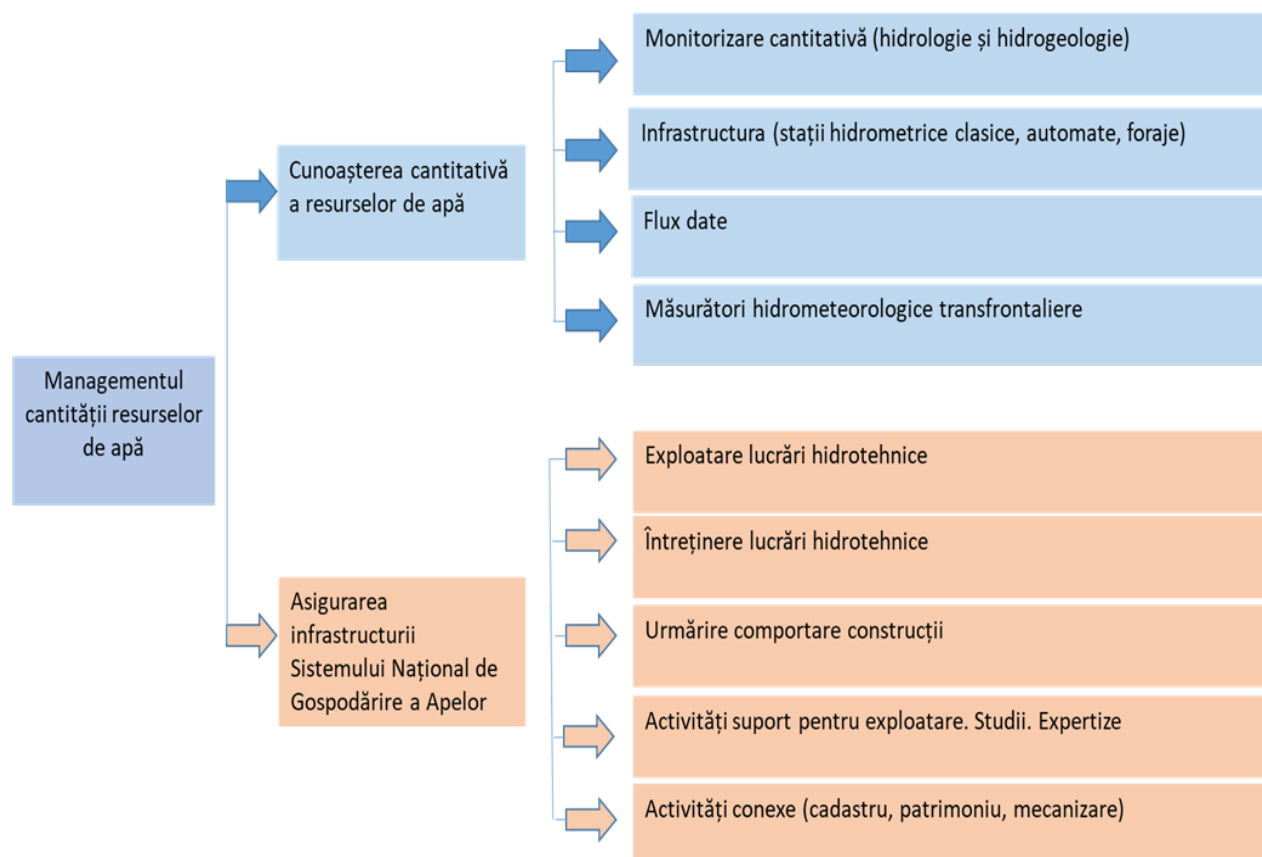 Managementul
cantității resurselor
de apă
Cunoașterea cantitativă
a resurselor de apă
Monitorizare cantitativă (hidrologie și hidrogeologie)
Infrastructura (stații hidrometrice clasice, automate, foraje)
Flux date
Măsurători hidrometeorologice transfrontaliere
Asigurarea
infrastructurii
Sistemului Național de
Gospodărire a Apelor
Exploatare lucrări hidrotehnice
Întreținere lucrări hidrotehnice
Urmărire comportare construcții
Activități suport pentru exploatare. Studii. Expertize
Activități conexe (cadastru, patrimoniu, mecanizare)